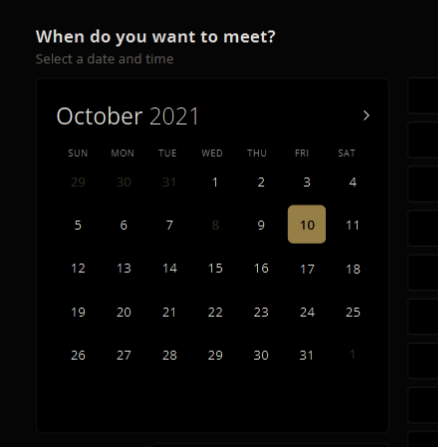 When do you want to meet?
Select a date and time
October 2021
SUN MON TUE WED THU FRI SAT
29 30 31 1 2 3 4
5 6 7 8 9 10 11
12 13 14 15 16 17 18
19 20 21 22 23 24 25
26 27 28 29 30 31 1